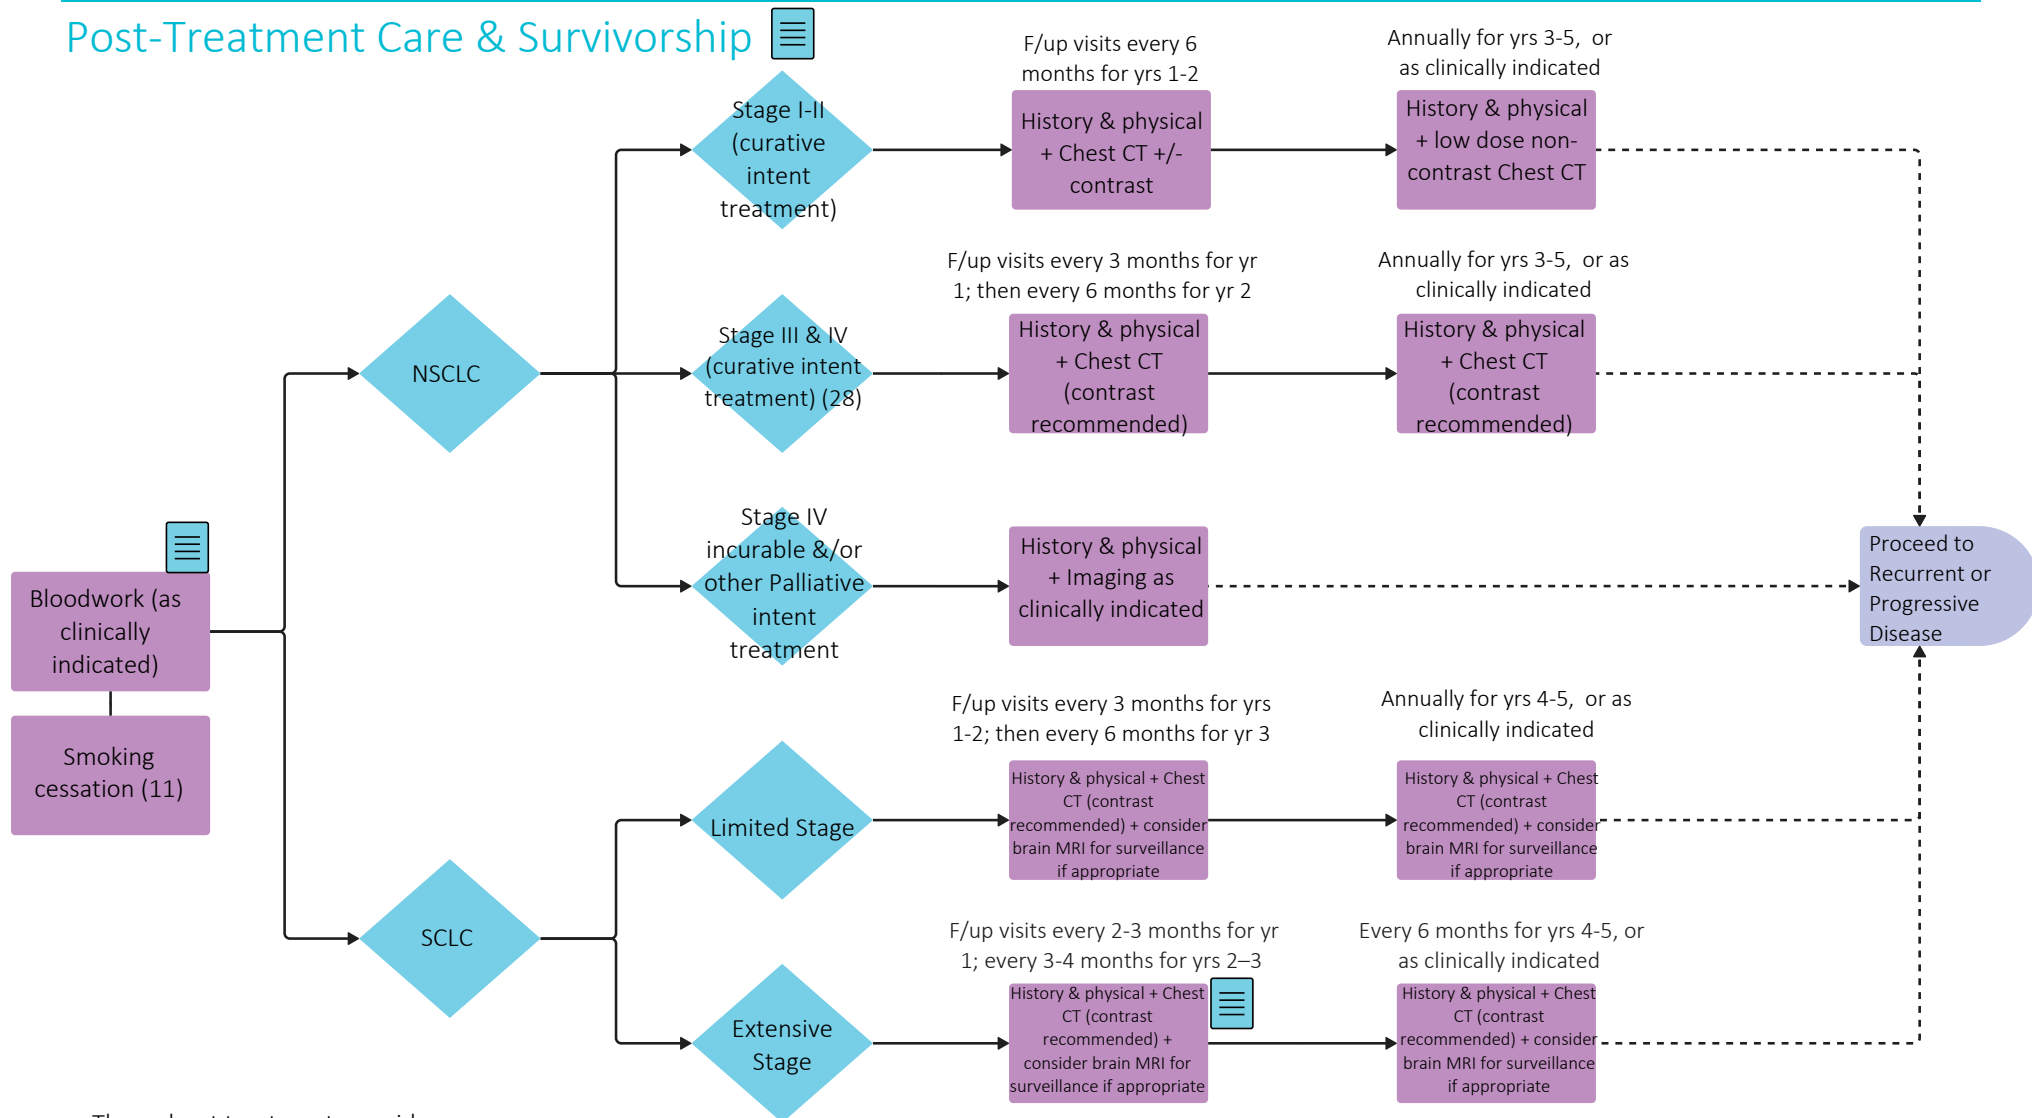 Post-Treatment Care & Survivorship
F/up visits every 6
months for yrs 1-2
Annually for yrs 3-5, or
as clinically indicated
Stage I-II
(curative
intent
treatment)
History & physical
+ Chest CT +/-
contrast
History & physical
+ low dose non-
contrast Chest CT
F/up visits every 3 months for yr
1; then every 6 months for yr 2
Annually for yrs 3-5, or as
clinically indicated
NSCLC
Stage III & IV
(curative intent
treatment) (28)
History & physical
+ Chest CT
(contrast
recommended)
History & physical
+ Chest CT
(contrast
recommended)
Stage IV
incurable &/or
other Palliative
intent
treatment
History & physical
+ Imaging as
clinically indicated
Proceed to
Recurrent or
Progressive
Disease
Bloodwork (as
clinically
indicated)
Smoking
cessation (11)
F/up visits every 3 months for yrs
1-2; then every 6 months for yr 3
Annually for yrs 4-5, or as
clinically indicated
Limited Stage
History & physical + Chest
CT (contrast
recommended) + consider
brain MRI for surveillance
if appropriate
History & physical + Chest
CT (contrast
recommended) + consider
brain MRI for surveillance
if appropriate
SCLC
F/up visits every 2-3 months for yr
1; every 3-4 months for yrs 2–3
Every 6 months for yrs 4-5, or
as clinically indicated
Extensive
Stage
History & physical + Chest
CT (contrast
recommended) +
consider brain MRI for
surveillance if appropriate
History & physical + Chest
CT (contrast
recommended) + consider
brain MRI for surveillance
if appropriate